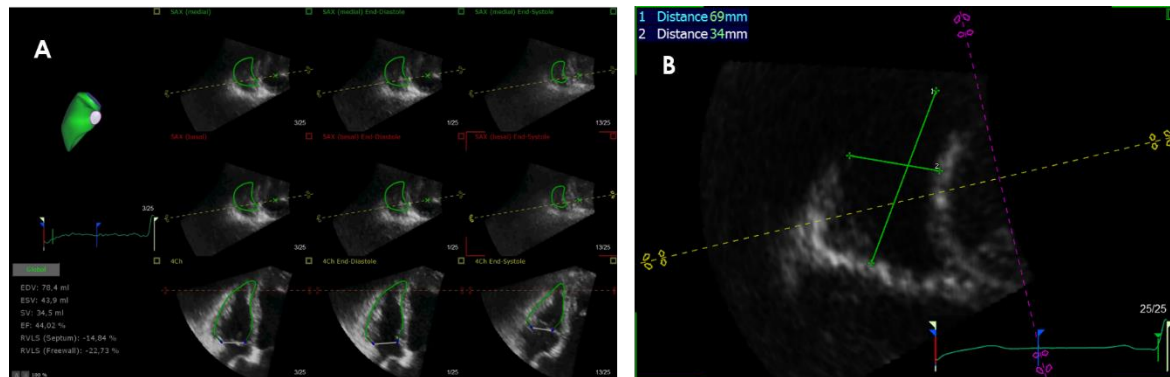 A
SAX (medial)
SAX (medial) End-Diastole
SAX (medial) End-Systole
3/25
1/25
13/25
SAX (basal)
SAX (basal) End-Diastole
SAX (basal) End-Systole
3/25
3/25
1/25
13/25
4Ch
4Ch End-Diastole
4Ch End-Systole
Global
EDV: 78,4 ml
ESV: 43,9 ml
SV: 34,5 ml
EF: 44,02 %
RVLS (Septum): -14,84 %
RVLS (Freewall): -22,73 %
100 %
3/25
1/25
13/25
1 Distance 69mm
2 Distance 34mm
B
1
2
25/25